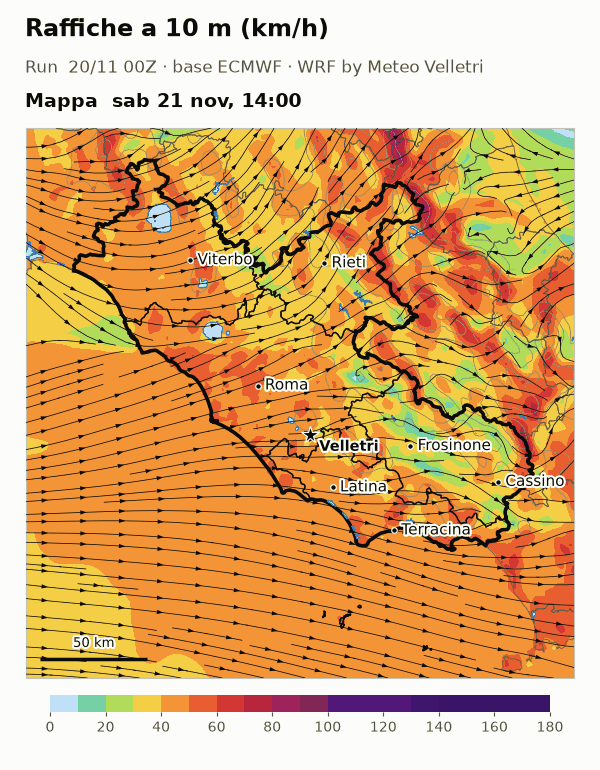 Raffiche a 10 m (km/h)
Run  20/11 00Z · base ECMWF · WRF by Meteo Velletri
Mappa  sab 21 nov, 14:00
Viterbo
Rieti
Roma
Velletri
Frosinone
Cassino
Latina
Terracina
50 km
0 20 40 60 80 100 120 140 160 180